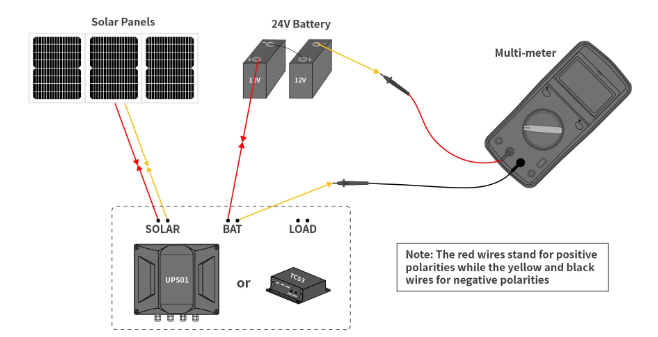 Solar Panels
24V Battery
Multi-meter
12V
12V
SOLAR
BAT
LOAD
UPS01
or
TCS3
Note: The red wires stand for positive
polarities while the yellow and black
wires for negative polarities